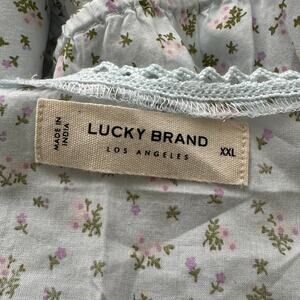 MADE IN
INDIA
LUCKY BRAND
LOS ANGELES
XXL